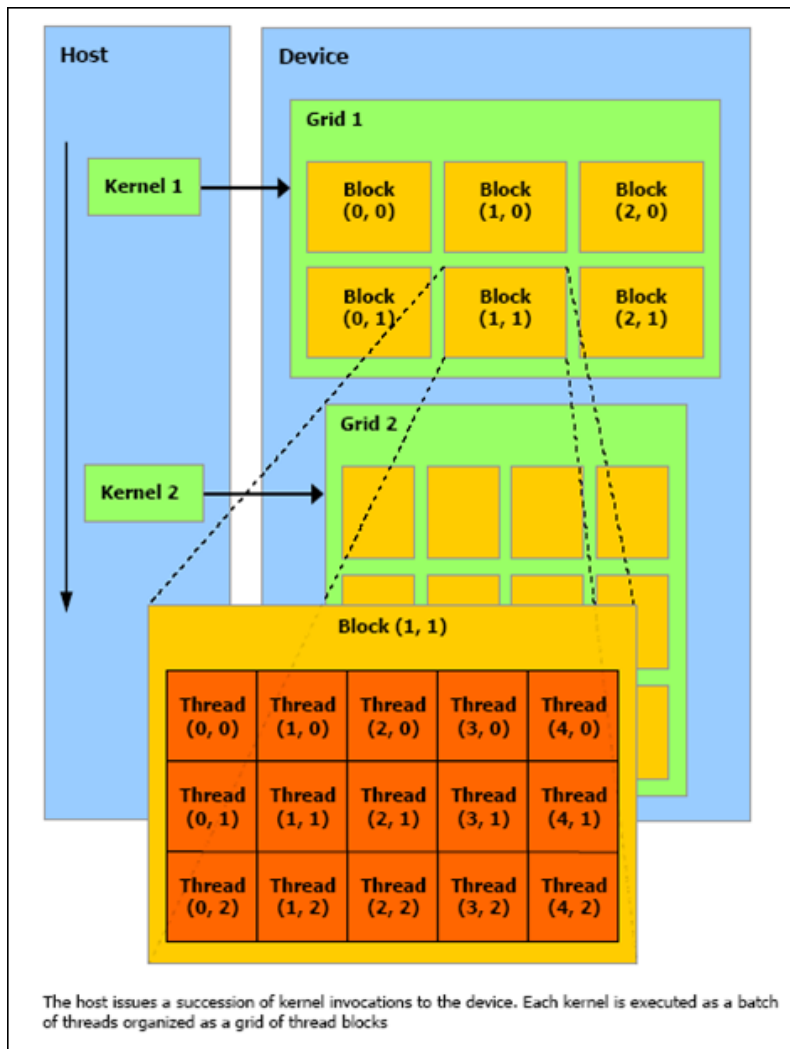 Host
Device
Grid 1
Kernel 1
Block
(0, 0)
Block
(1, 0)
Block
(2, 0)
Block
(0, 1)
Block
(1, 1)
Block
(2, 1)
Grid 2
Kernel 2
Block (1, 1)
Thread
(0, 0)
Thread
(1, 0)
Thread
(2, 0)
Thread
(3, 0)
Thread
(4, 0)
Thread
(0, 1)
Thread
(1, 1)
Thread
(2, 1)
Thread
(3, 1)
Thread
(4, 1)
Thread
(0, 2)
Thread
(1, 2)
Thread
(2, 2)
Thread
(3, 2)
Thread
(4, 2)
The host issues a succession of kernel invocations to the device. Each kernel is executed as a batch
of threads organized as a grid of thread blocks